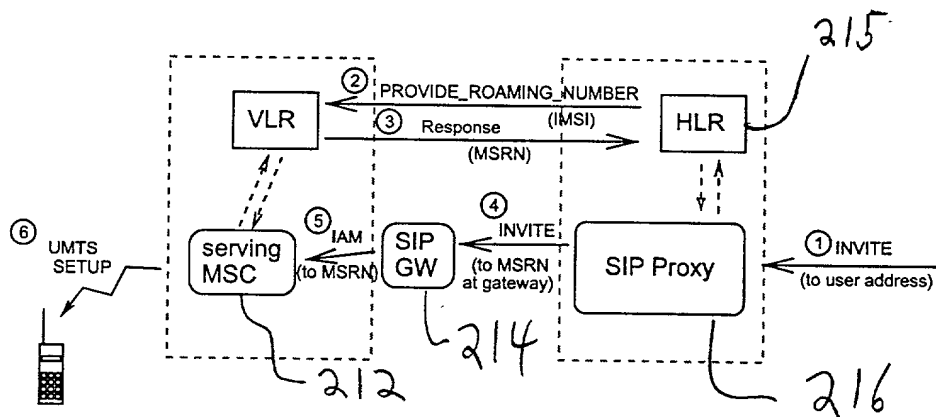 215
② PROVIDE_ROAMING_NUMBER
(IMSI)
VLR
HLR
③ Response
(MSRN)
⑥ UMTS
SETUP
⑤ IAM
(to MSRN)
serving
MSC
SIP
GW
④ INVITE
(to MSRN
at gateway)
SIP Proxy
① INVITE
(to user address)
212
214
216